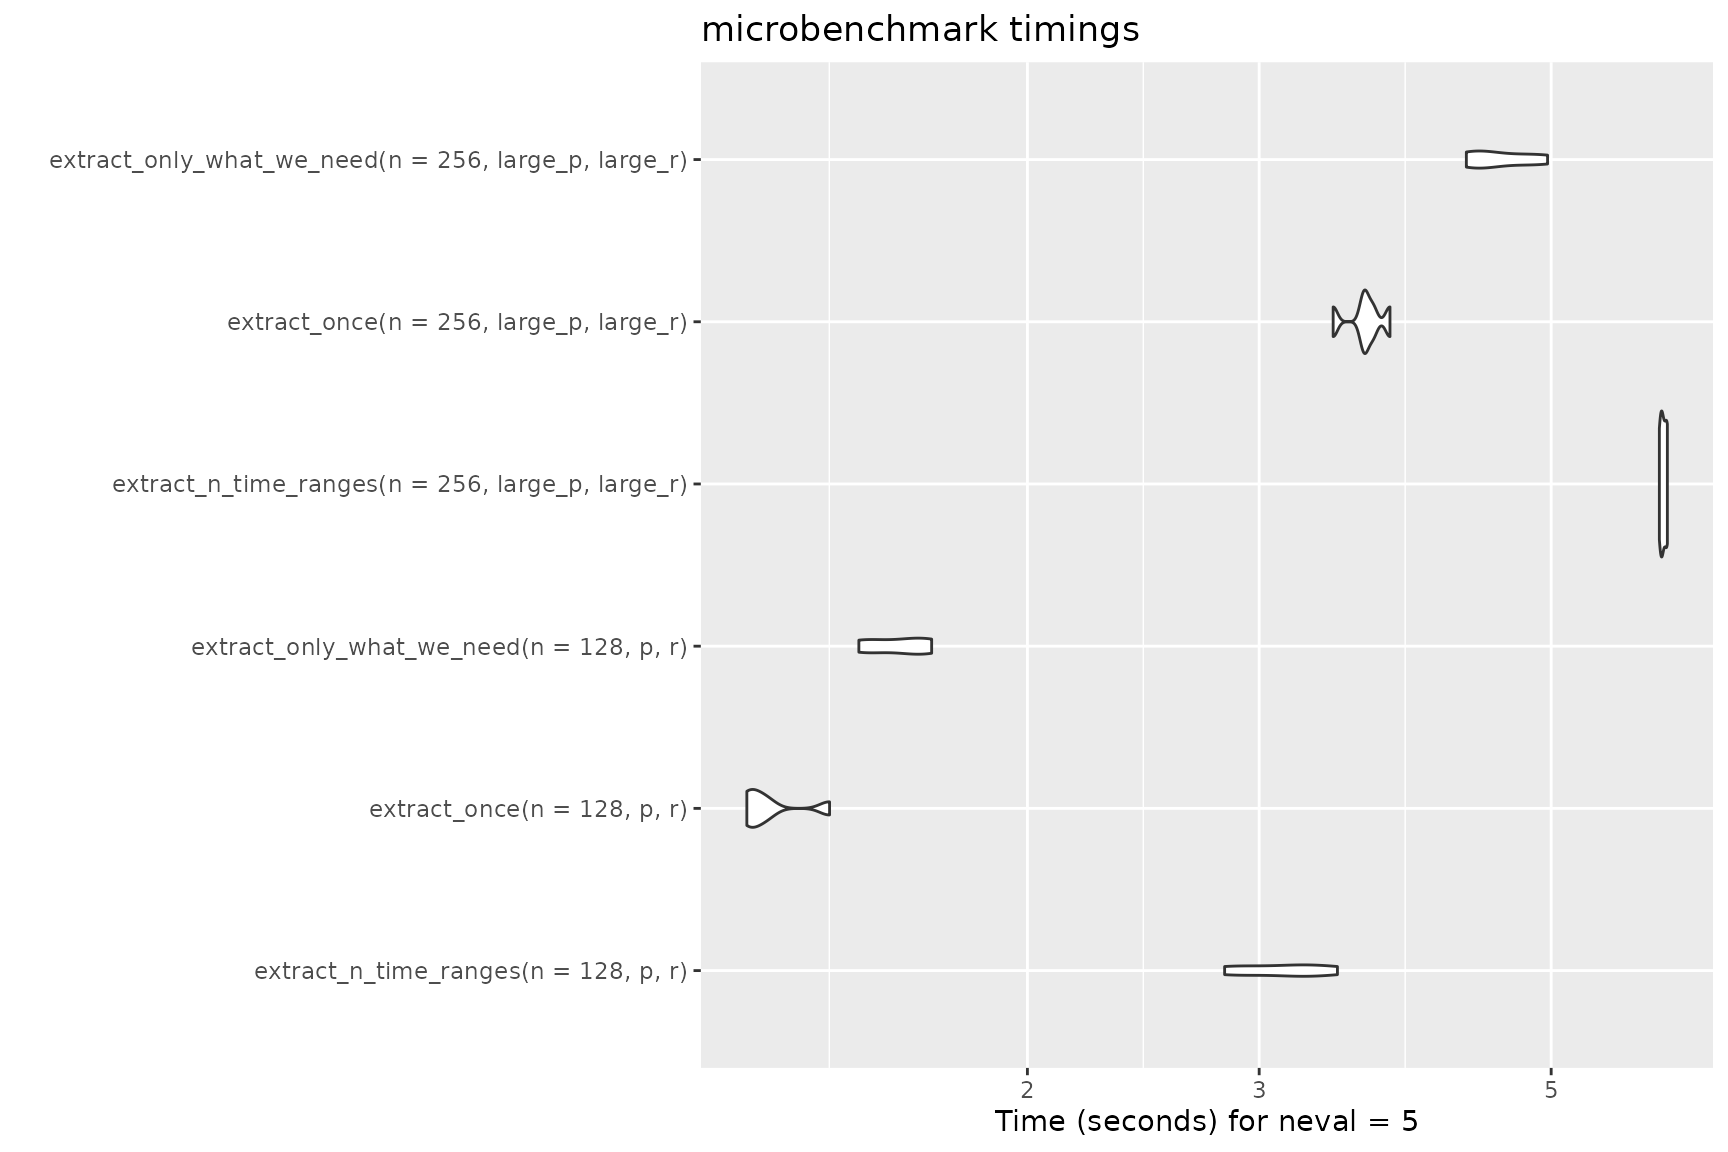 microbenchmark timings
extract_only_what_we_need(n = 256, large_p, large_r)
extract_once(n = 256, large_p, large_r)
extract_n_time_ranges(n = 256, large_p, large_r)
extract_only_what_we_need(n = 128, p, r)
extract_once(n = 128, p, r)
extract_n_time_ranges(n = 128, p, r)
2 3 5
Time (seconds) for neval = 5